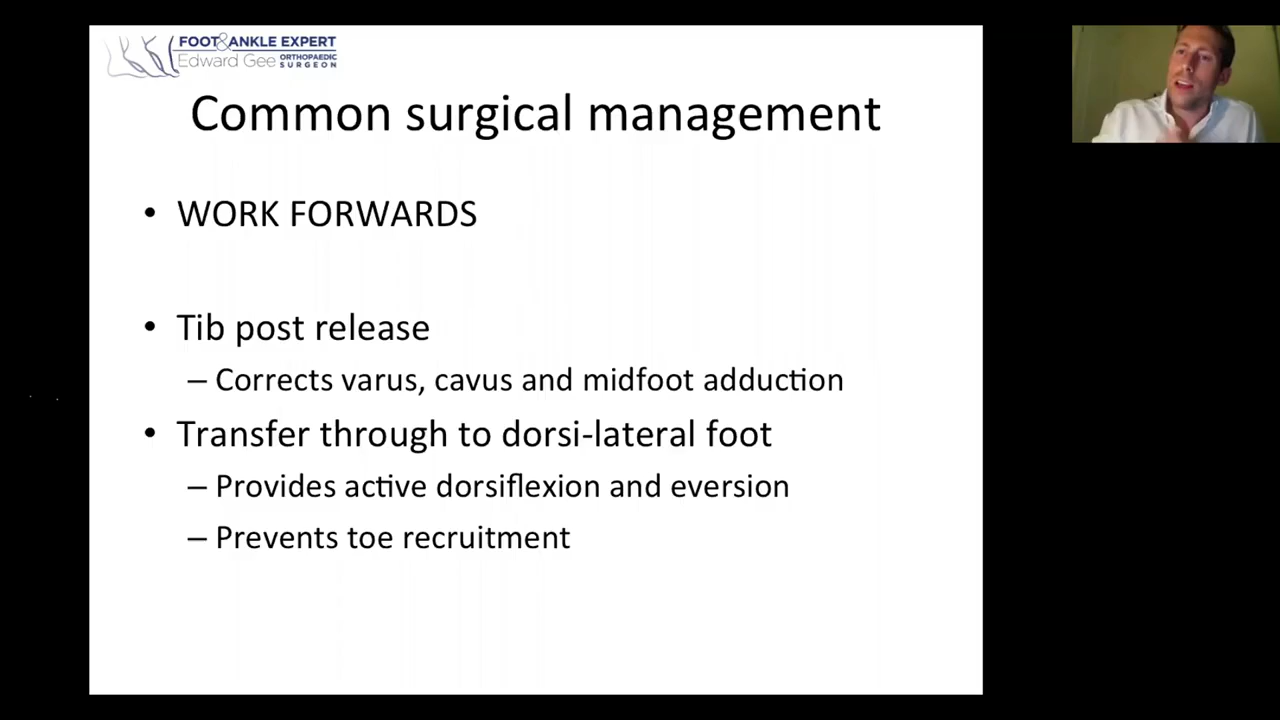 FOOT&ANKLE EXPERT
Edward Gee ORTHOPAEDIC SURGEON
Common surgical management
• WORK FORWARDS
• Tib post release
– Corrects varus, cavus and midfoot adduction
• Transfer through to dorsi-lateral foot
– Provides active dorsiflexion and eversion
– Prevents toe recruitment